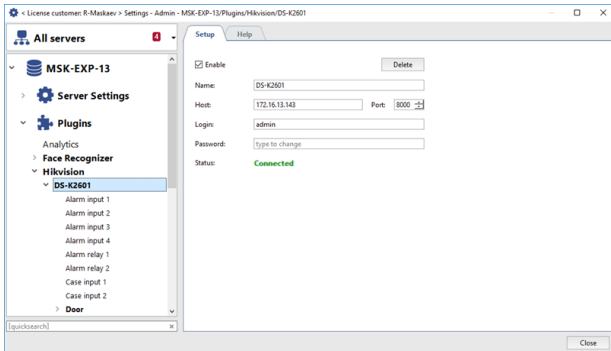 < License customer: R-Maskaev > Settings - Admin - MSK-EXP-13/Plugins/Hikvision/DS-K2601
All servers
4
MSK-EXP-13
Server Settings
Plugins
Analytics
Face Recognizer
Hikvision
DS-K2601
Alarm input 1
Alarm input 2
Alarm input 3
Alarm input 4
Alarm relay 1
Alarm relay 2
Case input 1
Case input 2
Door
[quicksearch]
Setup
Help
Enable
Delete
Name:
DS-K2601
Host:
172.16.13.143
Port:
8000
Login:
admin
Password:
type to change
Status:
Connected
Close